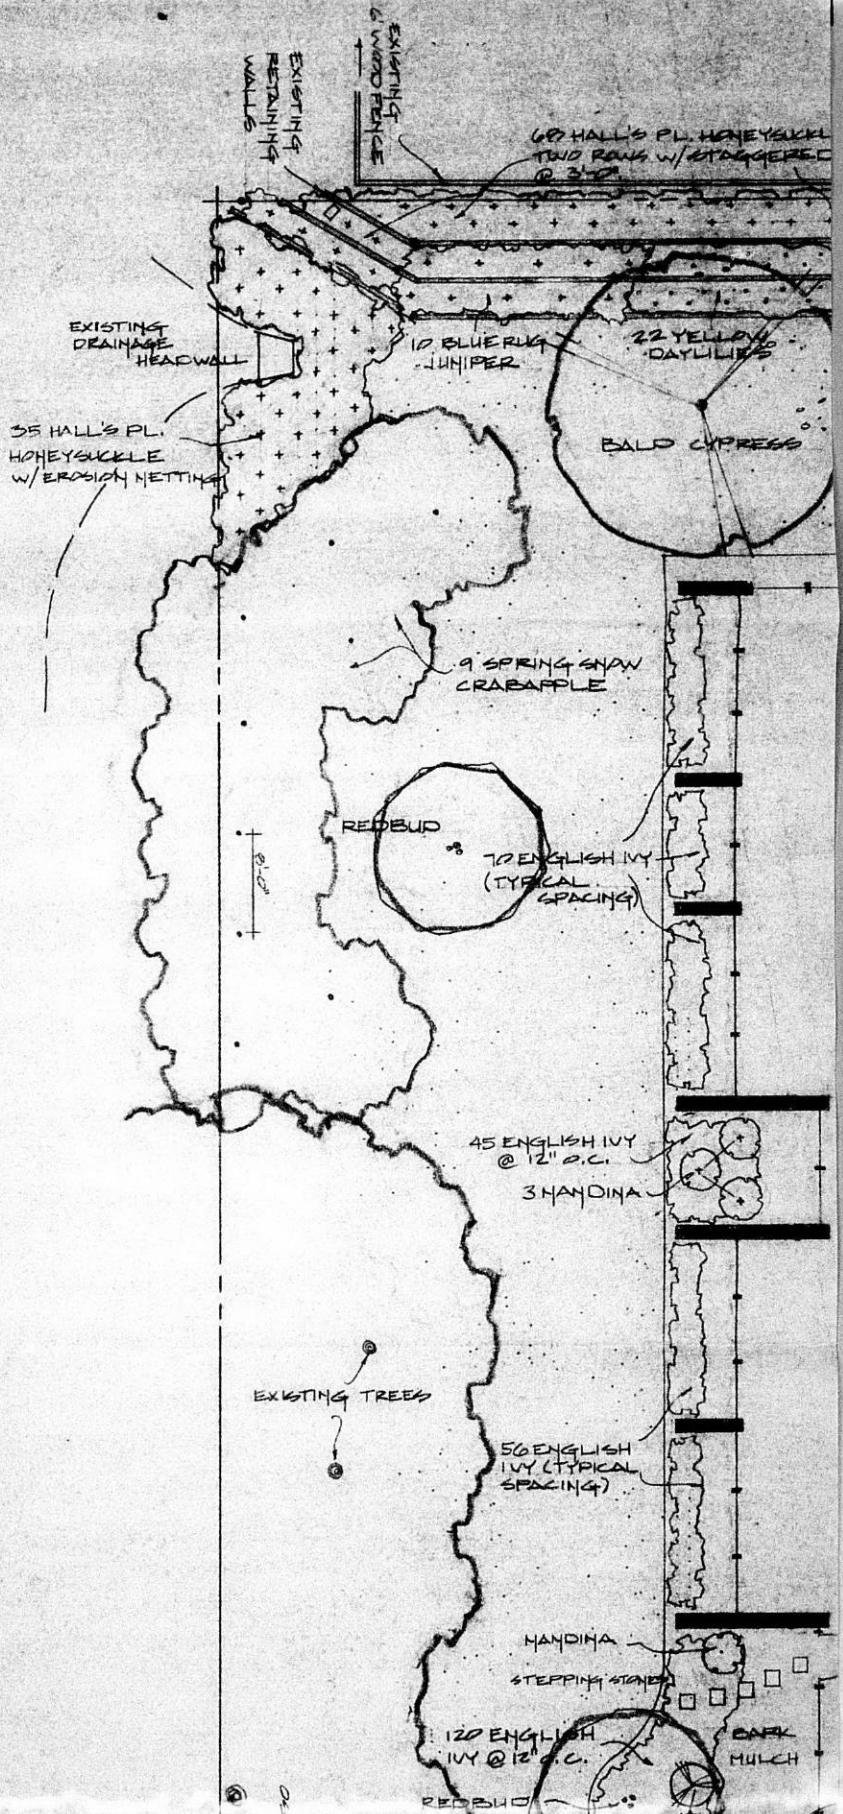 EXISTING
6' WOOD FENCE
EXISTING
RETAINING
WALLS
68 HALL'S PL. HONEYSUCKL
TWO ROWS W/ STAGGERED
@ 3'-0"
EXISTING
DRAINAGE
HEADWALL
10 BLUE RUG
JUNIPER
22 YELLOW
DAYLILIES
35 HALL'S PL.
HONEYSUCKLE
W/ EROSION NETTING
BALD CYPRESS
9 SPRING SNOW
CRABAPPLE
REDBUD
8'-0"
70 ENGLISH IVY
(TYPICAL
SPACING)
45 ENGLISH IVY
@ 12" O.C.
3 NANDINA
EXISTING TREES
56 ENGLISH
IVY (TYPICAL
SPACING)
NANDINA
STEPPING STONES
120 ENGLISH
IVY @ 12" O.C.
BARK
MULCH
REDBUD